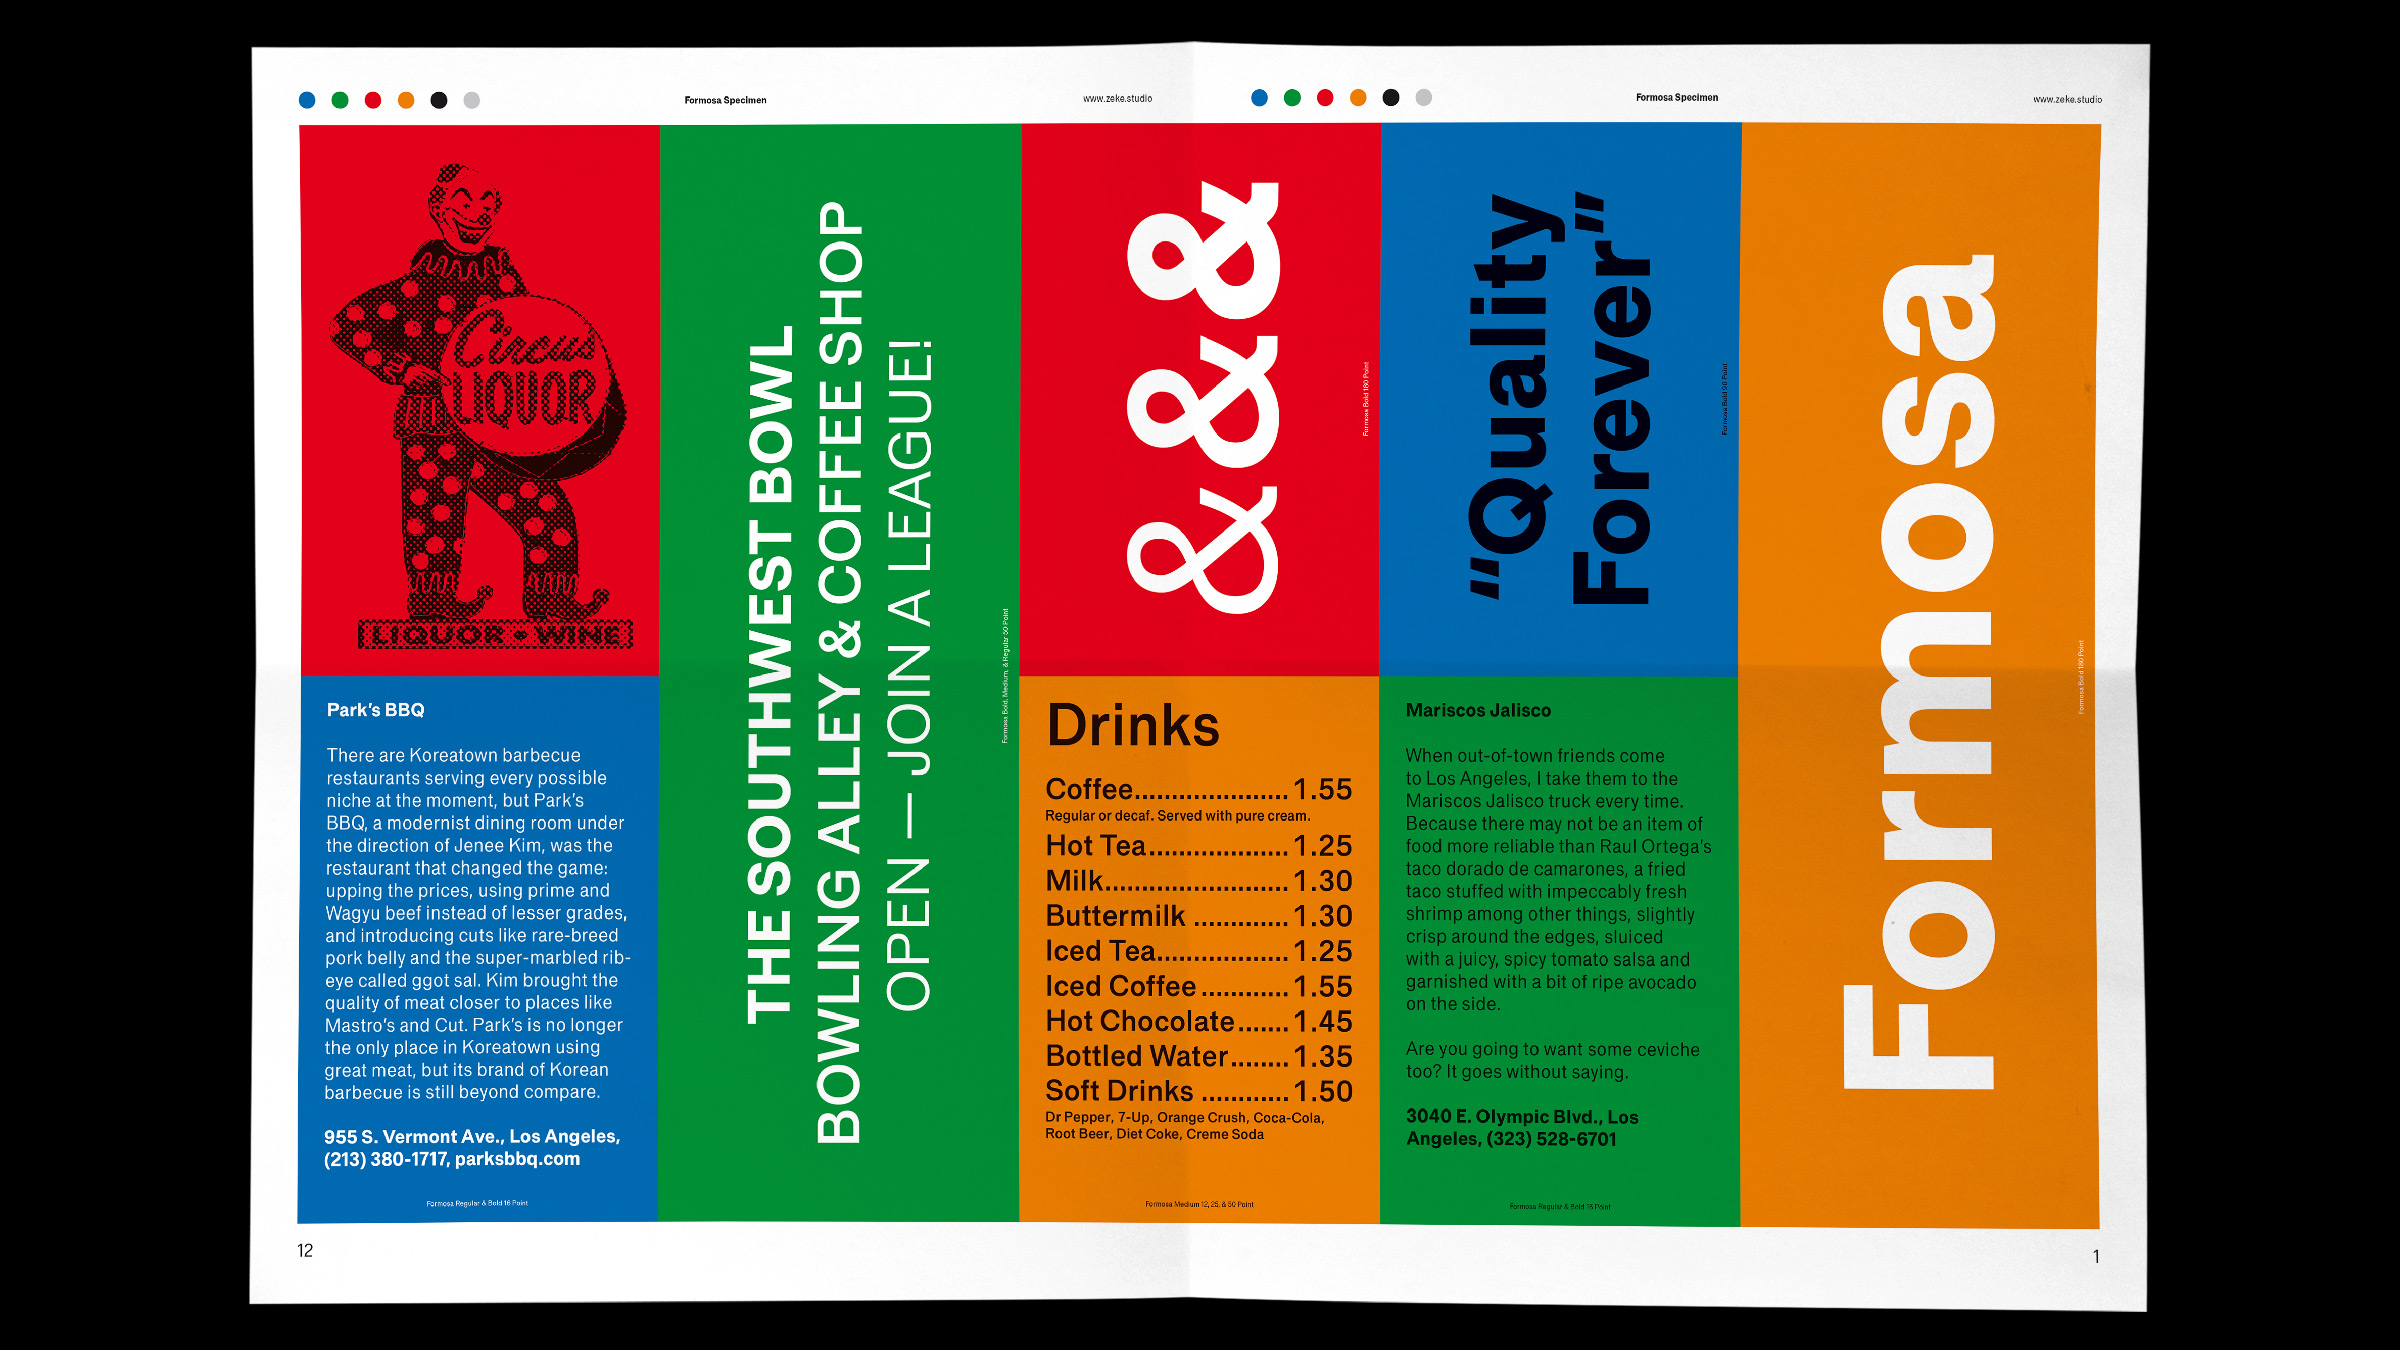 Formosa Specimen
www.zeke.studio
Formosa Specimen
www.zeke.studio
Circus
LIQUOR
LIQUOR • WINE
Park's BBQ
There are Koreatown barbecue
restaurants serving every possible
niche at the moment, but Park's
BBQ, a modernist dining room under
the direction of Jenee Kim, was the
restaurant that changed the game:
upping the prices, using prime and
Wagyu beef instead of lesser grades,
and introducing cuts like rare-breed
pork belly and the super-marbled rib-
eye called ggot sal. Kim brought the
quality of meat closer to places like
Mastro's and Cut. Park's is no longer
the only place in Koreatown using
great meat, but its brand of Korean
barbecue is still beyond compare.
955 S. Vermont Ave., Los Angeles,
(213) 380-1717, parksbbq.com
Formosa Regular & Bold 16 Point
THE SOUTHWEST BOWL
BOWLING ALLEY & COFFEE SHOP
OPEN — JOIN A LEAGUE!
Formosa Bold, Medium, & Regular 50 Point
&&&
Formosa Bold 180 Point
Drinks
Coffee....................1.55
Regular or decaf. Served with pure cream.
Hot Tea..................1.25
Milk........................1.30
Buttermilk ............1.30
Iced Tea.................1.25
Iced Coffee ...........1.55
Hot Chocolate.......1.45
Bottled Water........1.35
Soft Drinks ...........1.50
Dr Pepper, 7-Up, Orange Crush, Coca-Cola,
Root Beer, Diet Coke, Creme Soda
Formosa Medium 12, 25, & 50 Point
"Quality
Forever"
Formosa Bold 90 Point
Mariscos Jalisco
When out-of-town friends come
to Los Angeles, I take them to the
Mariscos Jalisco truck every time.
Because there may not be an item of
food more reliable than Raul Ortega's
taco dorado de camarones, a fried
taco stuffed with impeccably fresh
shrimp among other things, slightly
crisp around the edges, sluiced
with a juicy, spicy tomato salsa and
garnished with a bit of ripe avocado
on the side.
Are you going to want some ceviche
too? It goes without saying.
3040 E. Olympic Blvd., Los
Angeles, (323) 528-6701
Formosa Regular & Bold 16 Point
Formosa
Formosa Bold 180 Point
12
1